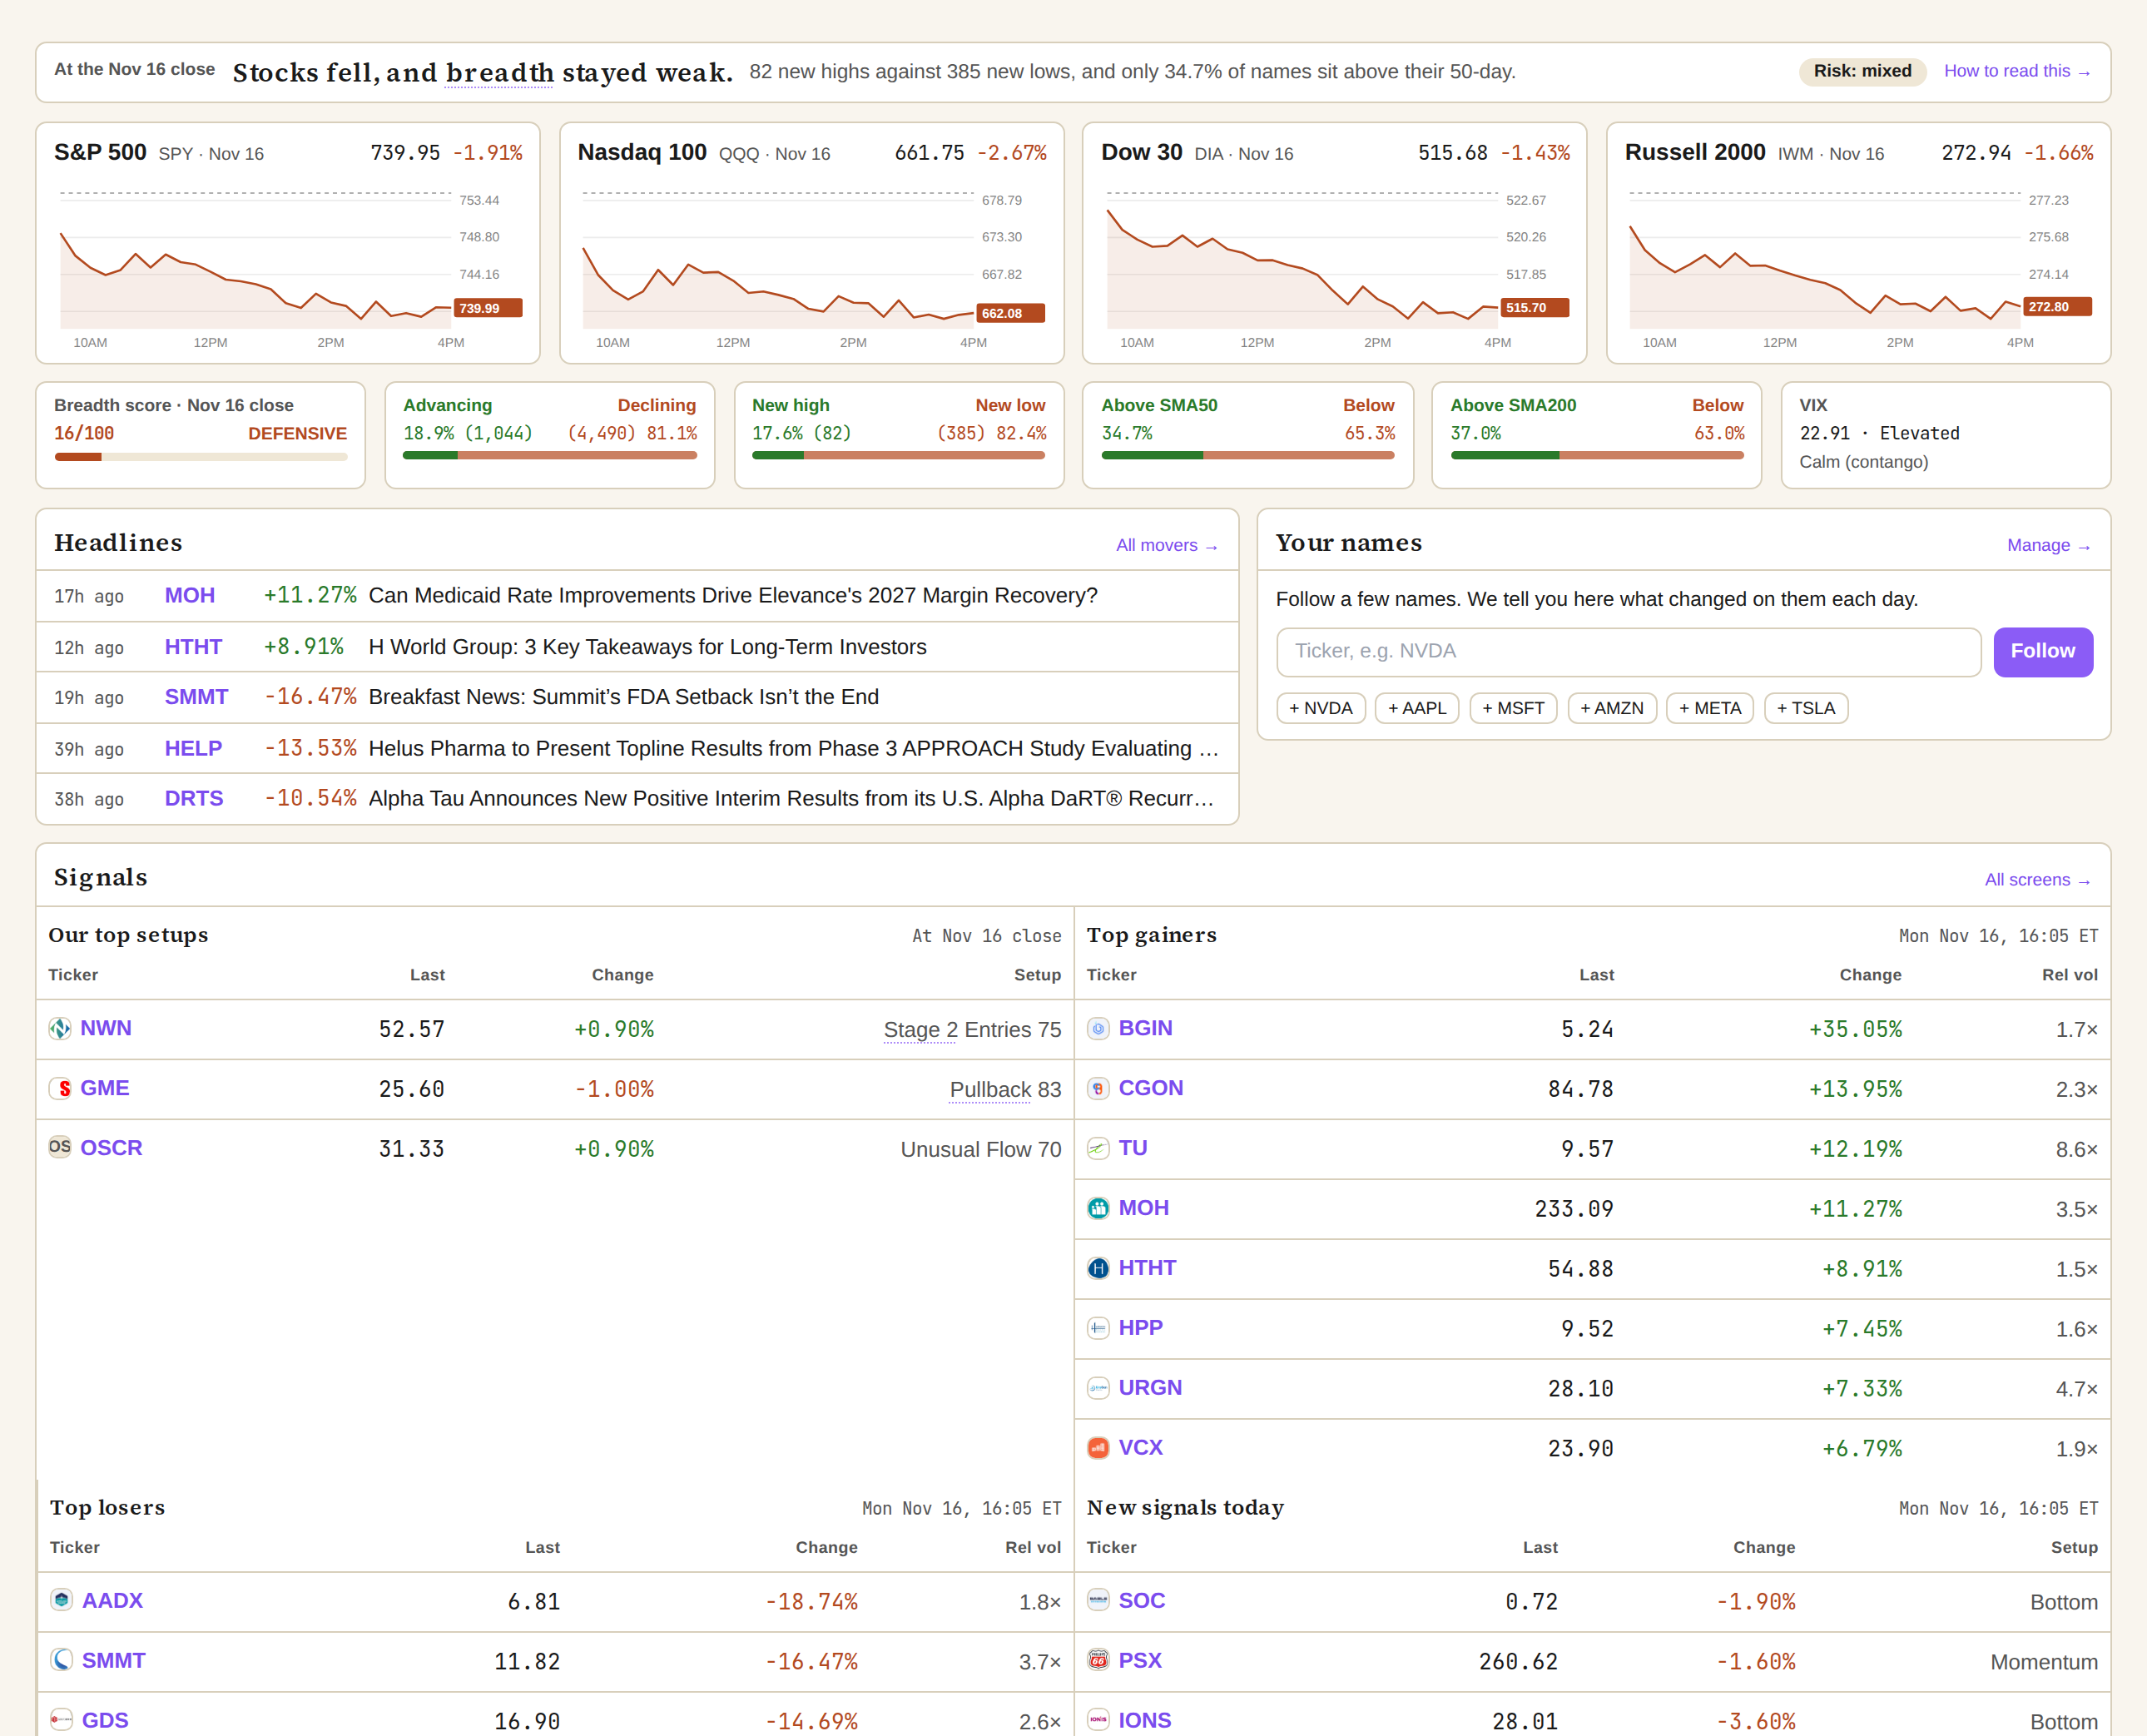 At the Nov 16 close Stocks fell, and breadth stayed weak. 82 new highs against 385 new lows, and only 34.7% of names sit above their 50-day. Risk: mixed How to read this →
S&P 500 SPY · Nov 16 739.95 -1.91%
753.44
748.80
744.16
739.99
10AM 12PM 2PM 4PM
Nasdaq 100 QQQ · Nov 16 661.75 -2.67%
678.79
673.30
667.82
662.08
10AM 12PM 2PM 4PM
Dow 30 DIA · Nov 16 515.68 -1.43%
522.67
520.26
517.85
515.70
10AM 12PM 2PM 4PM
Russell 2000 IWM · Nov 16 272.94 -1.66%
277.23
275.68
274.14
272.80
10AM 12PM 2PM 4PM
Breadth score · Nov 16 close
16/100 DEFENSIVE
Advancing Declining
18.9% (1,044) (4,490) 81.1%
New high New low
17.6% (82) (385) 82.4%
Above SMA50 Below
34.7% 65.3%
Above SMA200 Below
37.0% 63.0%
VIX
22.91 · Elevated
Calm (contango)
Headlines All movers →
17h ago MOH +11.27% Can Medicaid Rate Improvements Drive Elevance's 2027 Margin Recovery?
12h ago HTHT +8.91% H World Group: 3 Key Takeaways for Long-Term Investors
19h ago SMMT -16.47% Breakfast News: Summit’s FDA Setback Isn’t the End
39h ago HELP -13.53% Helus Pharma to Present Topline Results from Phase 3 APPROACH Study Evaluating …
38h ago DRTS -10.54% Alpha Tau Announces New Positive Interim Results from its U.S. Alpha DaRT® Recurr…
Your names Manage →
Follow a few names. We tell you here what changed on them each day.
Ticker, e.g. NVDA Follow
+ NVDA + AAPL + MSFT + AMZN + META + TSLA
Signals All screens →
Our top setups At Nov 16 close
Ticker Last Change Setup
NWN 52.57 +0.90% Stage 2 Entries 75
GME 25.60 -1.00% Pullback 83
OS OSCR 31.33 +0.90% Unusual Flow 70
Top gainers Mon Nov 16, 16:05 ET
Ticker Last Change Rel vol
BGIN 5.24 +35.05% 1.7×
CGON 84.78 +13.95% 2.3×
TU 9.57 +12.19% 8.6×
MOH 233.09 +11.27% 3.5×
HTHT 54.88 +8.91% 1.5×
HPP 9.52 +7.45% 1.6×
URGN 28.10 +7.33% 4.7×
VCX 23.90 +6.79% 1.9×
Top losers Mon Nov 16, 16:05 ET
Ticker Last Change Rel vol
AADX 6.81 -18.74% 1.8×
SMMT 11.82 -16.47% 3.7×
GDS 16.90 -14.69% 2.6×
New signals today Mon Nov 16, 16:05 ET
Ticker Last Change Setup
SOC 0.72 -1.90% Bottom
PSX 260.62 -1.60% Momentum
IONS 28.01 -3.60% Bottom